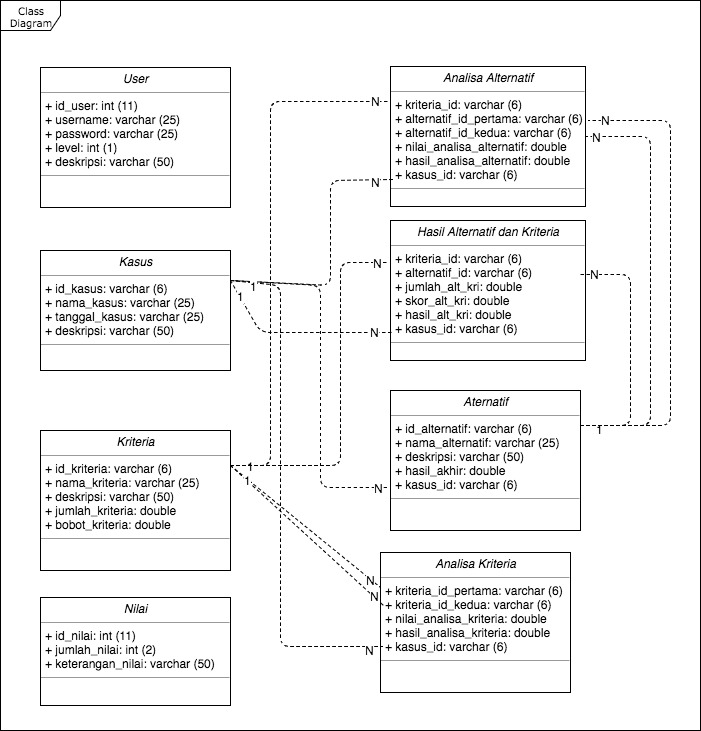 Class
Diagram
User
+ id_user: int (11)
+ username: varchar (25)
+ password: varchar (25)
+ level: int (1)
+ deskripsi: varchar (50)
Kasus
+ id_kasus: varchar (6)
+ nama_kasus: varchar (25)
+ tanggal_kasus: varchar (25)
+ deskripsi: varchar (50)
1
1
Kriteria
+ id_kriteria: varchar (6)
+ nama_kriteria: varchar (25)
+ deskripsi: varchar (50)
+ jumlah_kriteria: double
+ bobot_kriteria: double
1
1
Nilai
+ id_nilai: int (11)
+ jumlah_nilai: int (2)
+ keterangan_nilai: varchar (50)
Analisa Alternatif
+ kriteria_id: varchar (6)
+ alternatif_id_pertama: varchar (6)
+ alternatif_id_kedua: varchar (6)
+ nilai_analisa_alternatif: double
+ hasil_analisa_alternatif: double
+ kasus_id: varchar (6)
N
N
N
N
Hasil Alternatif dan Kriteria
+ kriteria_id: varchar (6)
+ alternatif_id: varchar (6)
+ jumlah_alt_kri: double
+ skor_alt_kri: double
+ hasil_alt_kri: double
+ kasus_id: varchar (6)
N
N
N
Aternatif
+ id_alternatif: varchar (6)
+ nama_alternatif: varchar (25)
+ deskripsi: varchar (50)
+ hasil_akhir: double
+ kasus_id: varchar (6)
1
N
Analisa Kriteria
+ kriteria_id_pertama: varchar (6)
+ kriteria_id_kedua: varchar (6)
+ nilai_analisa_kriteria: double
+ hasil_analisa_kriteria: double
+ kasus_id: varchar (6)
N
N
N